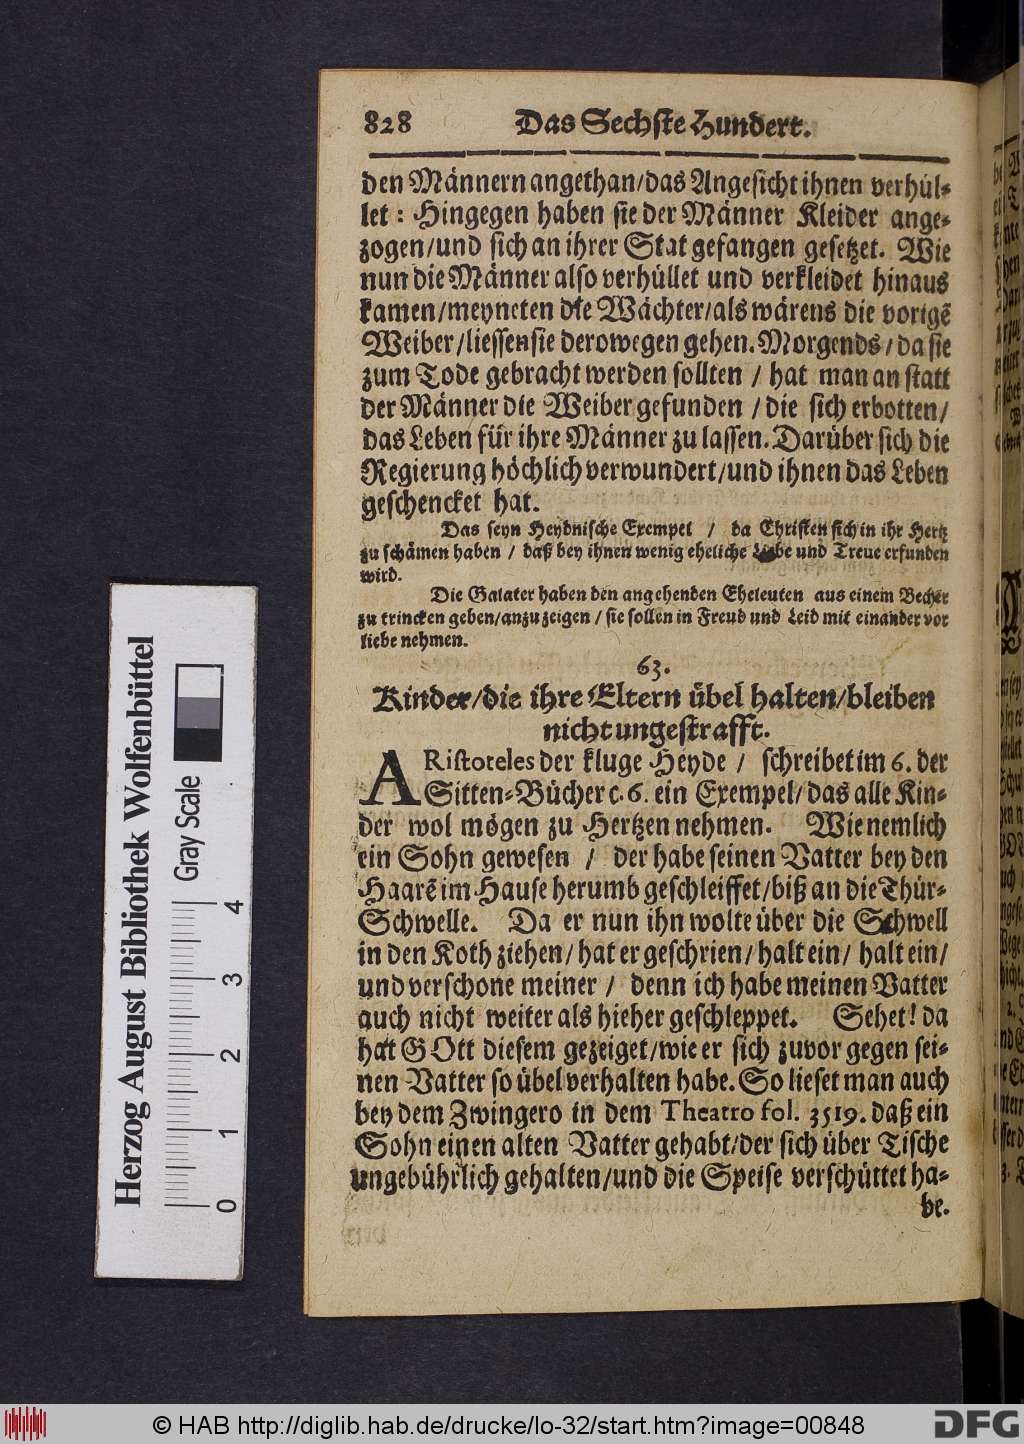 828 Das Sechste Hundert.
den Männern angethan/das Angesicht ihnen verhül-
let: Hingegen haben sie der Männer Kleider ange-
zogen/und sich an ihrer Stat gefangen gesetzet. Wie
nun die Männer also verhüllet und verkleidet hinaus
kamen/meyneten die Wächter/als wärens die vorigẽ
Weiber/liessen sie derowegen gehen. Morgends/da sie
zum Tode gebracht werden sollten / hat man an statt
der Männer die Weiber gefunden / die sich erbotten/
das Leben für ihre Männer zu lassen. Darüber sich die
Regierung höchlich verwundert/und ihnen das Leben
geschencket hat.
Das seyn Heydnische Exempel / da Christen sich in ihr Hertz
zu schämen haben / daß bey ihnen wenig eheliche Liebe und Treue erfunden
wird.
Die Galater haben den angehenden Eheleuten aus einem Becher
zu trincken geben/anzuzeigen / sie sollen in Freud und Leid mit einander vor
liebe nehmen.
63.
Kinder/die ihre Eltern übel halten/bleiben
nicht ungestrafft.
ARistoteles der kluge Heyde / schreibet im 6. der
Sitten-Bücher c. 6. ein Exempel/das alle Kin-
der wol mögen zu Hertzen nehmen. Wie nemlich
ein Sohn gewesen / der habe seinen Vatter bey den
Haarẽ im Hause herumb geschleiffet/biß an die Thür-
Schwelle. Da er nun ihn wolte über die Schwell
in den Koth ziehen/hat er geschrien/halt ein/ halt ein/
und verschone meiner / denn ich habe meinen Vatter
auch nicht weiter als hieher geschleppet. Sehet! da
hat GOtt diesem gezeiget/wie er sich zuvor gegen sei-
nen Vatter so übel verhalten habe. So lieset man auch
bey dem Zwingero in dem Theatro fol. 3519. daß ein
Sohn einen alten Vatter gehabt/der sich über Tische
ungebührlich gehalten/und die Speise verschüttet ha-
be.
Herzog August Bibliothek Wolfenbüttel
Gray Scale
0 1 2 3 4
© HAB http://diglib.hab.de/drucke/lo-32/start.htm?image=00848
DFG